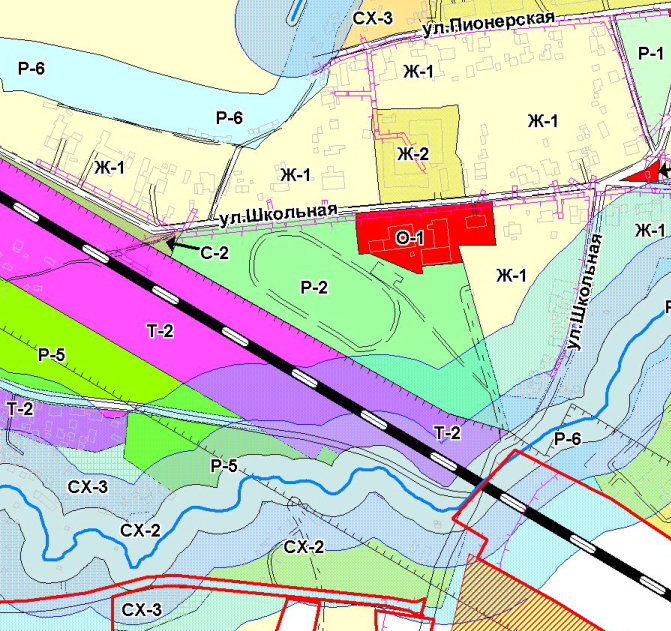 СХ-3
ул.Пионерская
Р-6
Ж-1
Р-1
Р-6
Ж-1
Ж-2
Ж-1
Ж-1
ул.Школьная
О-1
С-2
Ж-1
Ж-1
ул.Школьная
Р-2
Т-2
Р-5
Т-2
Т-2
Р-6
Р-5
СХ-3
СХ-2
СХ-2
СХ-3